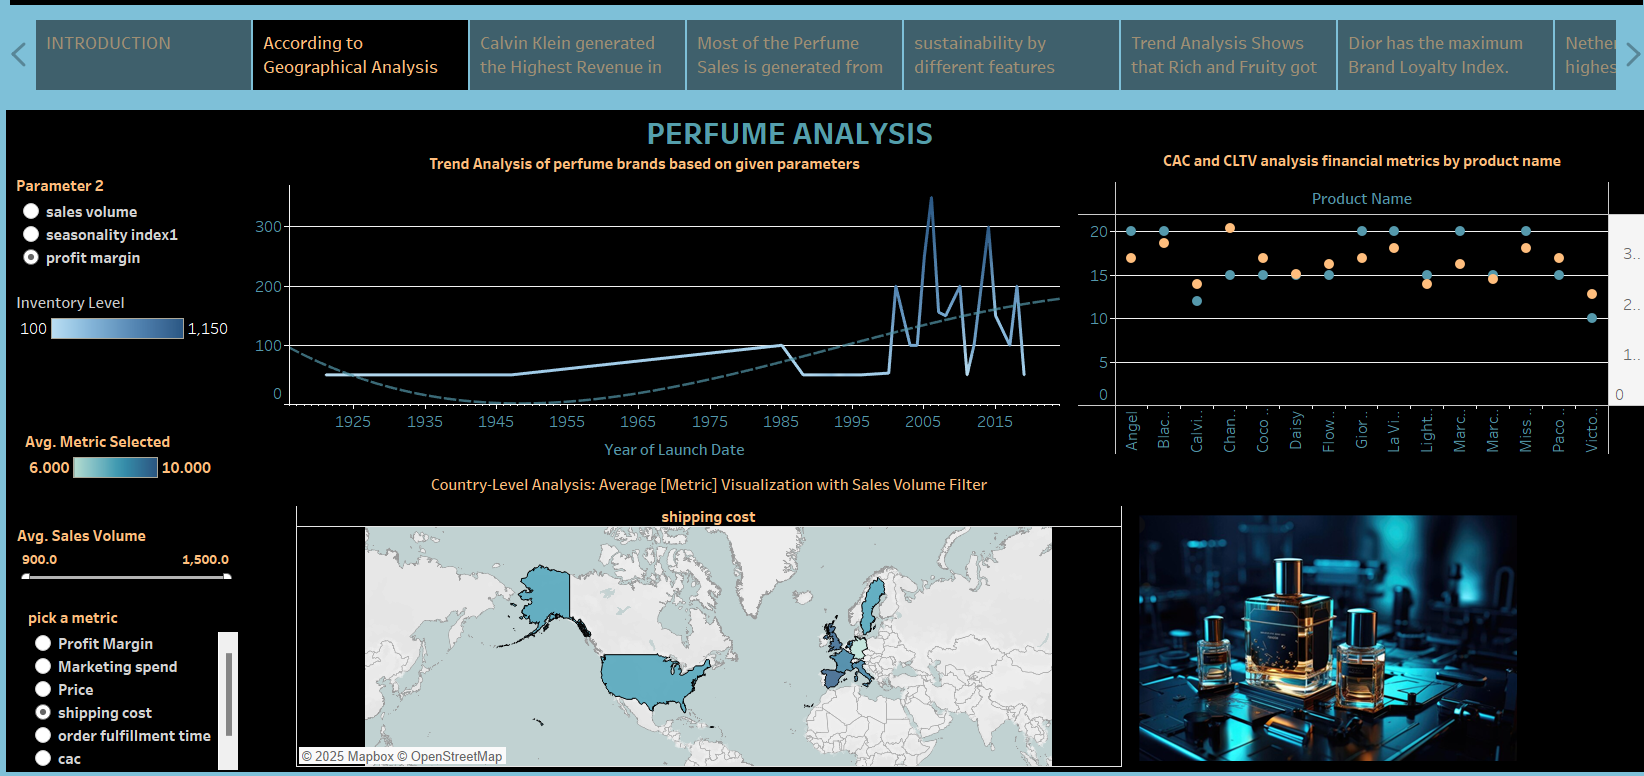 INTRODUCTION
According to
Geographical Analysis
Calvin Klein generated
the Highest Revenue in
Most of the Perfume
Sales is generated from
sustainability by
different features
Trend Analysis Shows
that Rich and Fruity got
Dior has the maximum
Brand Loyalty Index.
Nether
highes
PERFUME ANALYSIS
Trend Analysis of perfume brands based on given parameters
CAC and CLTV analysis financial metrics by product name
Parameter 2
sales volume
seasonality index1
profit margin
Inventory Level
100 1,150
Avg. Metric Selected
6.000 10.000
Avg. Sales Volume
900.0 1,500.0
pick a metric
Profit Margin
Marketing spend
Price
shipping cost
order fulfillment time
cac
300
200
100
0
1925 1935 1945 1955 1965 1975 1985 1995 2005 2015
Year of Launch Date
Product Name
20
15
10
5
0
3..
2..
1..
0
Angel
Blac..
Calvi..
Chan..
Coco ..
Daisy
Flow..
Gior..
La Vi..
Light..
Marc..
Marc..
Miss ..
Paco ..
Victo..
Country-Level Analysis: Average [Metric] Visualization with Sales Volume Filter
shipping cost
© 2025 Mapbox © OpenStreetMap